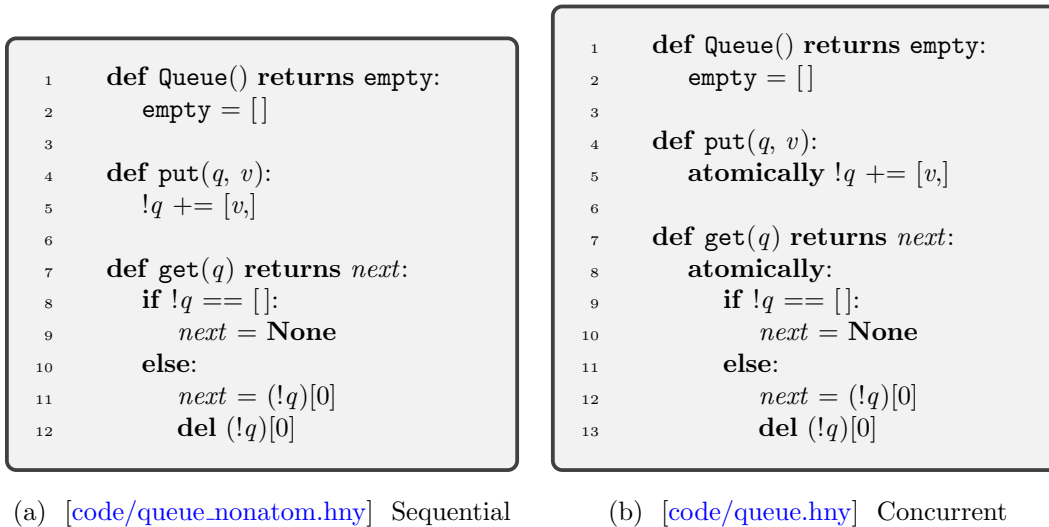 1 def Queue() returns empty:
2 empty = [ ]
3
4 def put(q, v):
5 !q += [v,]
6
7 def get(q) returns next:
8 if !q == [ ]:
9 next = None
10 else:
11 next = (!q)[0]
12 del (!q)[0]
(a) [code/queue_nonatom.hny] Sequential
1 def Queue() returns empty:
2 empty = [ ]
3
4 def put(q, v):
5 atomically !q += [v,]
6
7 def get(q) returns next:
8 atomically:
9 if !q == [ ]:
10 next = None
11 else:
12 next = (!q)[0]
13 del (!q)[0]
(b) [code/queue.hny] Concurrent